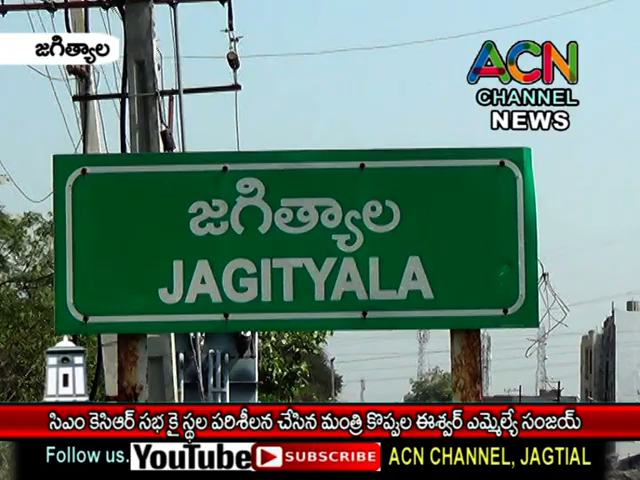 జగిత్యాల
ACN
CHANNEL
NEWS
జగిత్యాల
JAGITYALA
సిఎం కెసిఆర్ సభ కై స్థల పరిశీలన చేసిన మంత్రి కొప్పల ఈశ్వర్ ఎమ్మెల్యే సంజయ్
Follow us. YouTube SUBSCRIBE ACN CHANNEL, JAGTIAL